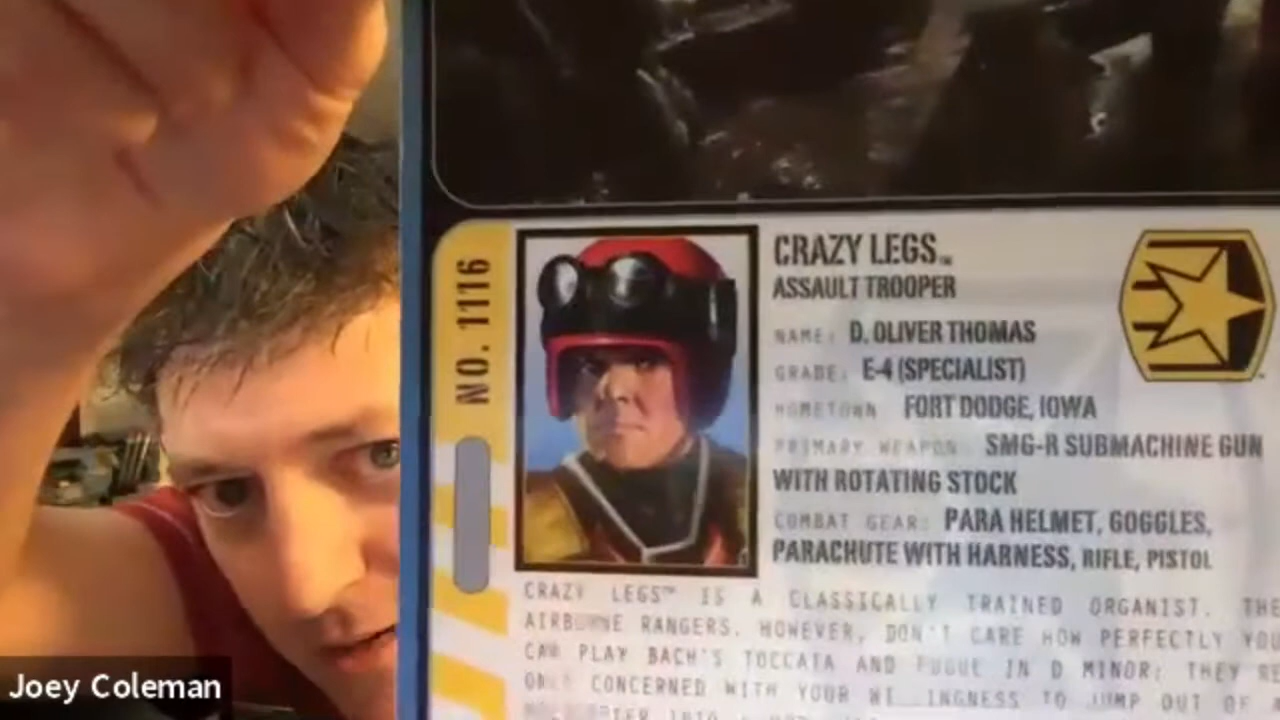 NO. 1116
CRAZY LEGS™
ASSAULT TROOPER
NAME: D. OLIVER THOMAS
GRADE: E-4 (SPECIALIST)
HOMETOWN: FORT DODGE, IOWA
PRIMARY WEAPON: SMG-R SUBMACHINE GUN
WITH ROTATING STOCK
COMBAT GEAR: PARA HELMET, GOGGLES,
PARACHUTE WITH HARNESS, RIFLE, PISTOL
CRAZY LEGS™ IS A CLASSICALLY TRAINED ORGANIST. THE
AIRBORNE RANGERS, HOWEVER, DON'T CARE HOW PERFECTLY YOU
CAN PLAY BACH'S TOCCATA AND FUGUE IN D MINOR; THEY
CONCERNED WITH YOUR TO JUMP OUT OF A
INTO A
Joey Coleman